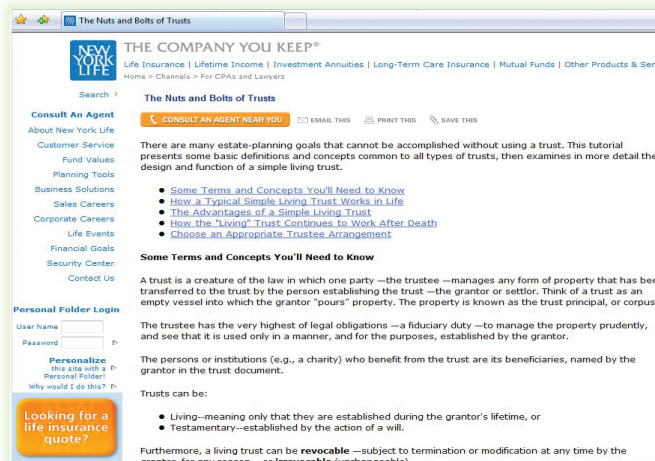 The Nuts and Bolts of Trusts
NEW
YORK
LIFE
THE COMPANY YOU KEEP®
Life Insurance | Lifetime Income | Investment Annuities | Long-Term Care Insurance | Mutual Funds | Other Products & Ser
Home > Channels > For CPAs and Lawyers
Search
Consult An Agent
About New York Life
Customer Service
Fund Values
Planning Tools
Business Solutions
Sales Careers
Corporate Careers
Life Events
Financial Goals
Security Center
Contact Us
Personal Folder Login
User Name
Password
Personalize
this site with a
Personal Folder!
Why would I do this?
Looking for a
life insurance
quote?
The Nuts and Bolts of Trusts
CONSULT AN AGENT NEAR YOU EMAIL THIS PRINT THIS SAVE THIS
There are many estate-planning goals that cannot be accomplished without using a trust. This tutorial
presents some basic definitions and concepts common to all types of trusts, then examines in more detail the
design and function of a simple living trust.
• Some Terms and Concepts You'll Need to Know
• How a Typical Simple Living Trust Works in Life
• The Advantages of a Simple Living Trust
• How the "Living" Trust Continues to Work After Death
• Choose an Appropriate Trustee Arrangement
Some Terms and Concepts You'll Need to Know
A trust is a creature of the law in which one party —the trustee —manages any form of property that has bee
transferred to the trust by the person establishing the trust —the grantor or settlor. Think of a trust as an
empty vessel into which the grantor "pours" property. The property is known as the trust principal, or corpus
The trustee has the very highest of legal obligations —a fiduciary duty —to manage the property prudently,
and see that it is used only in a manner, and for the purposes, established by the grantor.
The persons or institutions (e.g., a charity) who benefit from the trust are its beneficiaries, named by the
grantor in the trust document.
Trusts can be:
• Living--meaning only that they are established during the grantor's lifetime, or
• Testamentary--established by the action of a will.
Furthermore, a living trust can be revocable —subject to termination or modification at any time by the
grantor, for any reason— or irrevocable (unchangeable).